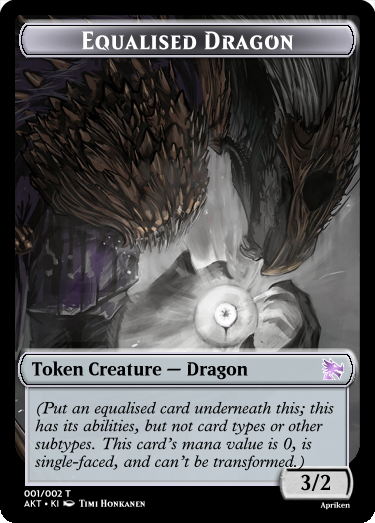 Equalised Dragon
Token Creature — Dragon
(Put an equalised card underneath this; this
has its abilities, but not card types or other
subtypes. This card's mana value is 0, is
single-faced, and can't be transformed.)
3/2
001/002 T
AKT • KI Timi Honkanen
Apriken